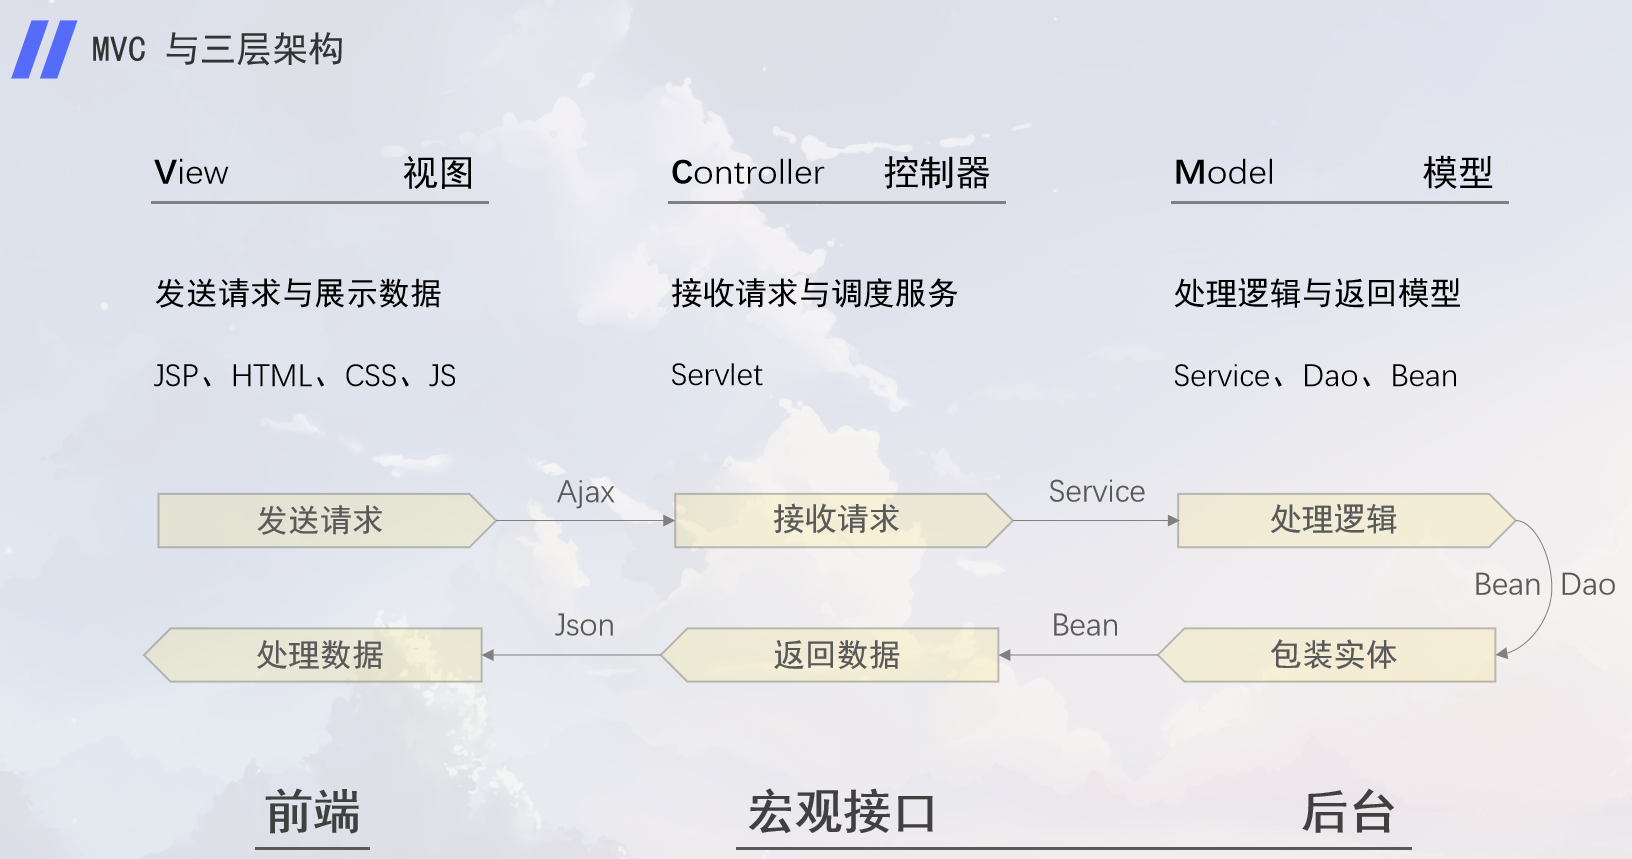 MVC 与三层架构
View 视图 Controller 控制器 Model 模型
发送请求与展示数据 接收请求与调度服务 处理逻辑与返回模型
JSP、HTML、CSS、JS Servlet Service、Dao、Bean
发送请求 Ajax 接收请求 Service 处理逻辑
Bean Dao
处理数据 Json 返回数据 Bean 包装实体
前端 宏观接口 后台